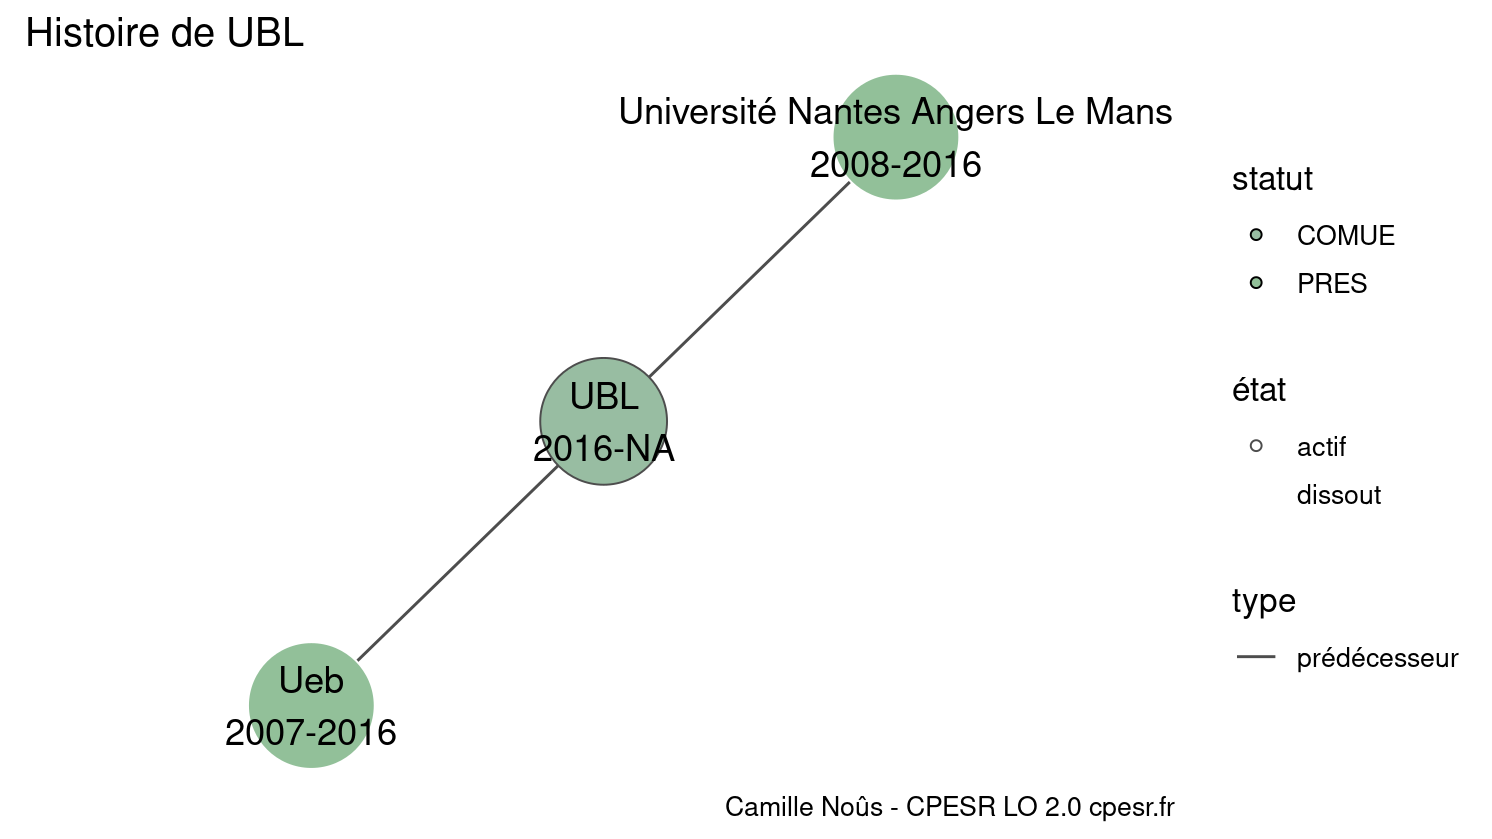 Histoire de UBL
Université Nantes Angers Le Mans
2008-2016
UBL
2016-NA
Ueb
2007-2016
statut
COMUE
PRES
état
actif
dissout
type
prédécesseur
Camille Noûs - CPESR LO 2.0 cpesr.fr